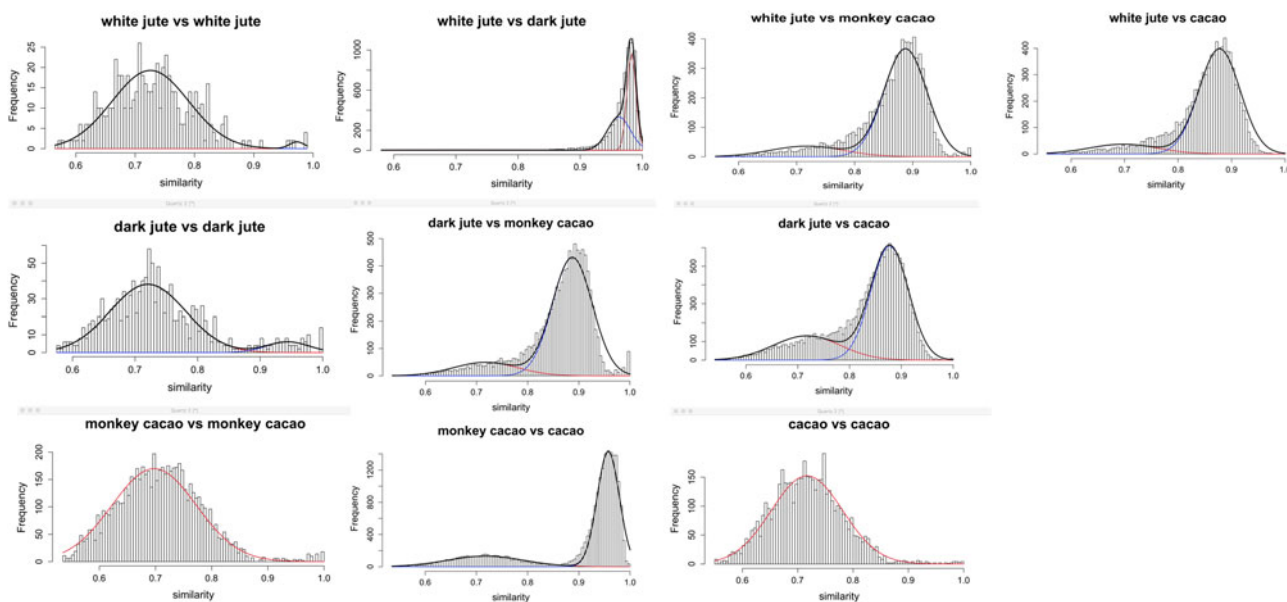 white jute vs white jute
Frequency
0 5 10 15 20 25
0.6 0.7 0.8 0.9 1.0
similarity
white jute vs dark jute
Frequency
0 200 600 1000
0.6 0.7 0.8 0.9 1.0
similarity
white jute vs monkey cacao
Frequency
0 100 200 300 400
0.6 0.7 0.8 0.9 1.0
similarity
white jute vs cacao
Frequency
0 100 200 300 400
0.6 0.7 0.8 0.9 1.0
similarity
dark jute vs dark jute
Frequency
0 10 30 50
0.6 0.7 0.8 0.9 1.0
similarity
dark jute vs monkey cacao
Frequency
0 100 200 300 400 500
0.6 0.7 0.8 0.9 1.0
similarity
dark jute vs cacao
Frequency
0 100 300 500
0.6 0.7 0.8 0.9 1.0
similarity
monkey cacao vs monkey cacao
Frequency
0 50 100 150 200
0.6 0.7 0.8 0.9 1.0
similarity
monkey cacao vs cacao
Frequency
0 400 800 1200
0.6 0.7 0.8 0.9 1.0
similarity
cacao vs cacao
Frequency
0 50 100 150
0.6 0.7 0.8 0.9 1.0
similarity